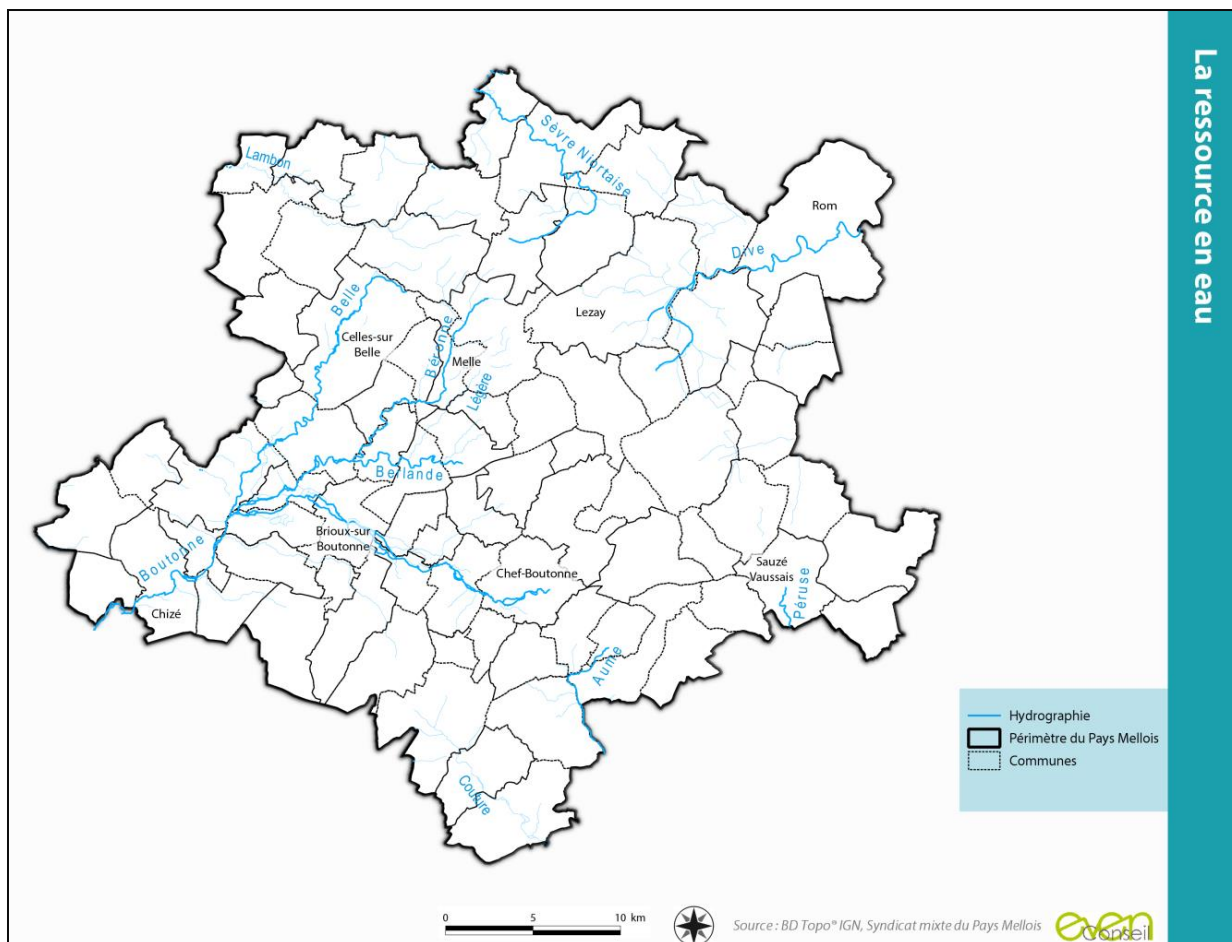 La ressource en eau
Sèvre Niortaise
Lambon
Rom
Dive
Belle
Lezay
Celles-sur
Belle
Béronne
Melle
Légère
Berlande
Boutonne
Brioux-sur
Boutonne
Chef-Boutonne
Sauzé
Vaussais
Péruse
Chizé
Aume
Couture
Hydrographie
Périmètre du Pays Mellois
Communes
0 5 10 km
Source : BD Topo® IGN, Syndicat mixte du Pays Mellois
even
Conseil